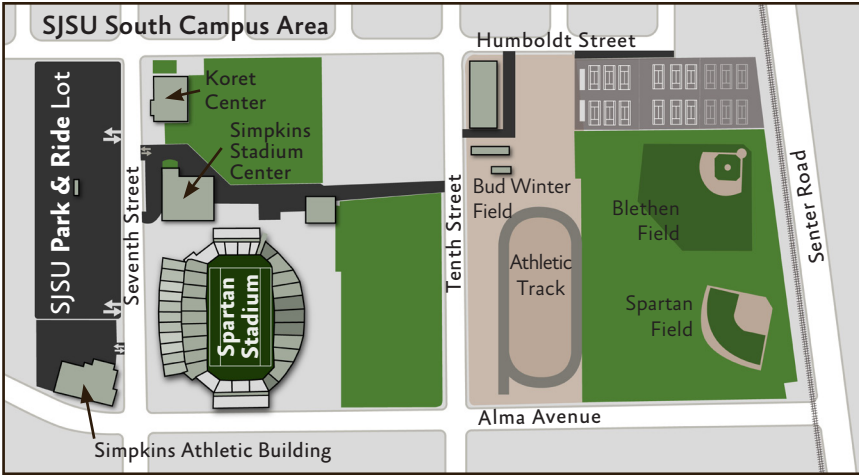 SJSU South Campus Area
Humboldt Street
Koret
Center
Simpkins
Stadium
Center
SJSU Park & Ride Lot
Seventh Street
Tenth Street
Bud Winter
Field
Athletic
Track
Blethen
Field
Spartan
Field
Senter Road
Spartan
Stadium
Alma Avenue
Simpkins Athletic Building